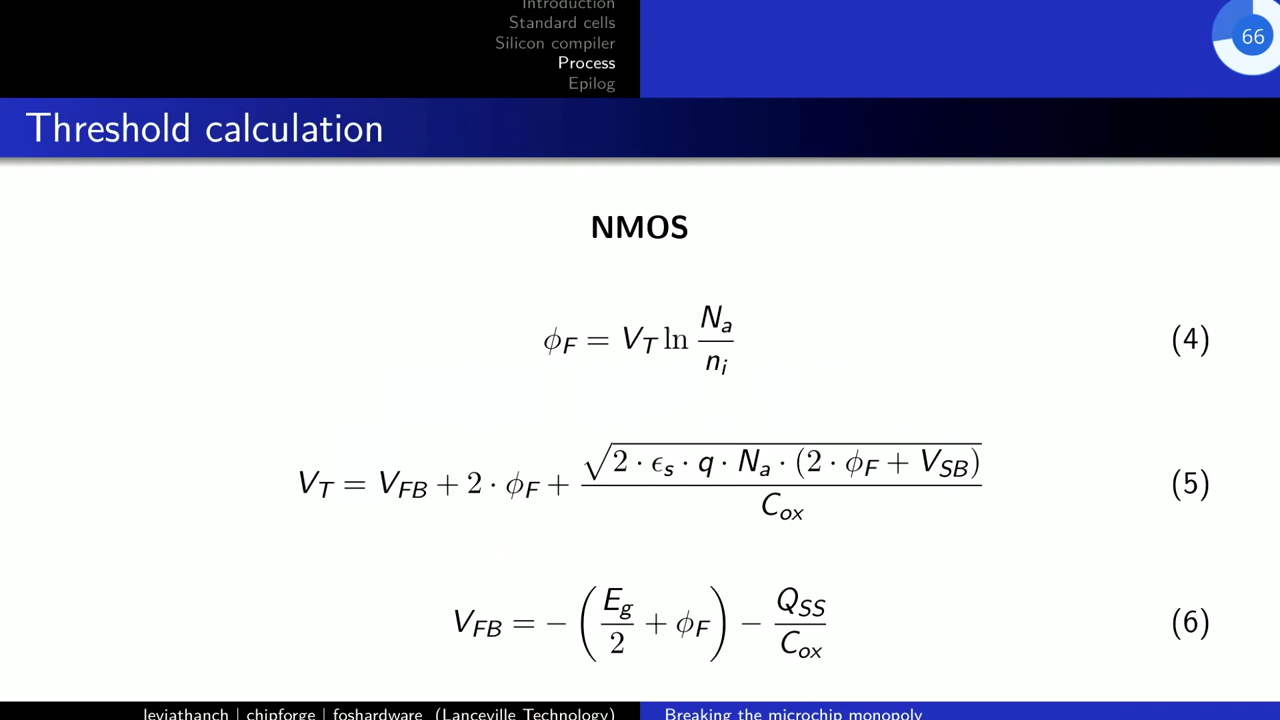 Introduction
Standard cells
Silicon compiler
Process
Epilog
66
Threshold calculation
NMOS
ϕ_F = V_T ln N_a / n_i (4)
V_T = V_FB + 2 · ϕ_F + √(2 · ϵ_s · q · N_a · (2 · ϕ_F + V_SB)) / C_ox (5)
V_FB = − (E_g / 2 + ϕ_F) − Q_SS / C_ox (6)
leviathanch | chipforge | foshardware (Lanceville Technology)
Breaking the microchip monopoly